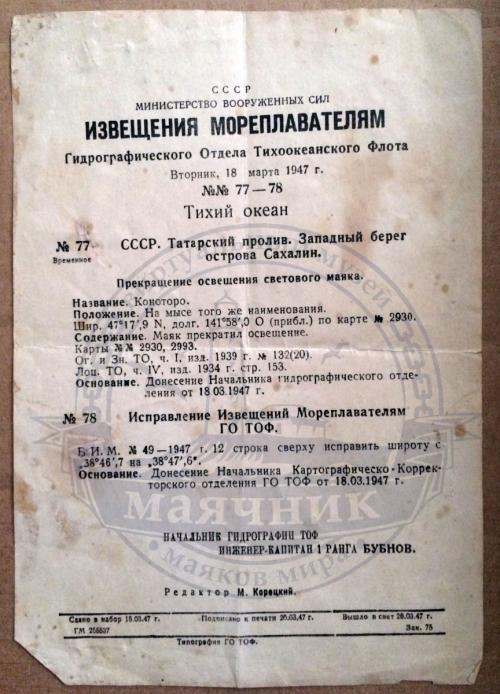 СССР
МИНИСТЕРСТВО ВООРУЖЕННЫХ СИЛ
ИЗВЕЩЕНИЯ МОРЕПЛАВАТЕЛЯМ
Гидрографического Отдела Тихоокеанского Флота
Вторник, 18 марта 1947 г.
№№ 77—78
Тихий океан
№ 77 СССР. Татарский пролив. Западный берег
Временное острова Сахалин.
Прекращение освещения светового маяка.
Название. Коноторо.
Положение. На мысе того же наименования.
Шир. 47°17′,9 N, долг. 141°58′,0 О (прибл.) по карте № 2930.
Содержание. Маяк прекратил освещение.
Карты №№ 2930, 2993.
Ог. и Зн. ТО, ч. I, изд. 1939 г. № 132(20).
Лоц. ТО, ч. IV, изд. 1934 г. стр. 153.
Основание. Донесение Начальника гидрографического отде-
ления от 18.03.1947 г.
№ 78 Исправление Извещений Мореплавателям
ГО ТОФ.
В И.М. № 49—1947 г. 12 строка сверху исправить широту с
„38°46′,7 на „38°47′,6“.
Основание. Донесение Начальника Картографическо-Коррек-
торского отделения ГО ТОФ от 18.03.1947 г.
маячник
маяков мира
НАЧАЛЬНИК ГИДРОГРАФИИ ТОФ
ИНЖЕНЕР-КАПИТАН 1 РАНГА БУБНОВ.
Редактор М. Корецкий.
Сдано в набор 18.03.47 г. Подписано к печати 20.03.47 г. Вышло в свет 20.03.47 г.
ГМ Зак. 75
Типография ГО ТОФ.